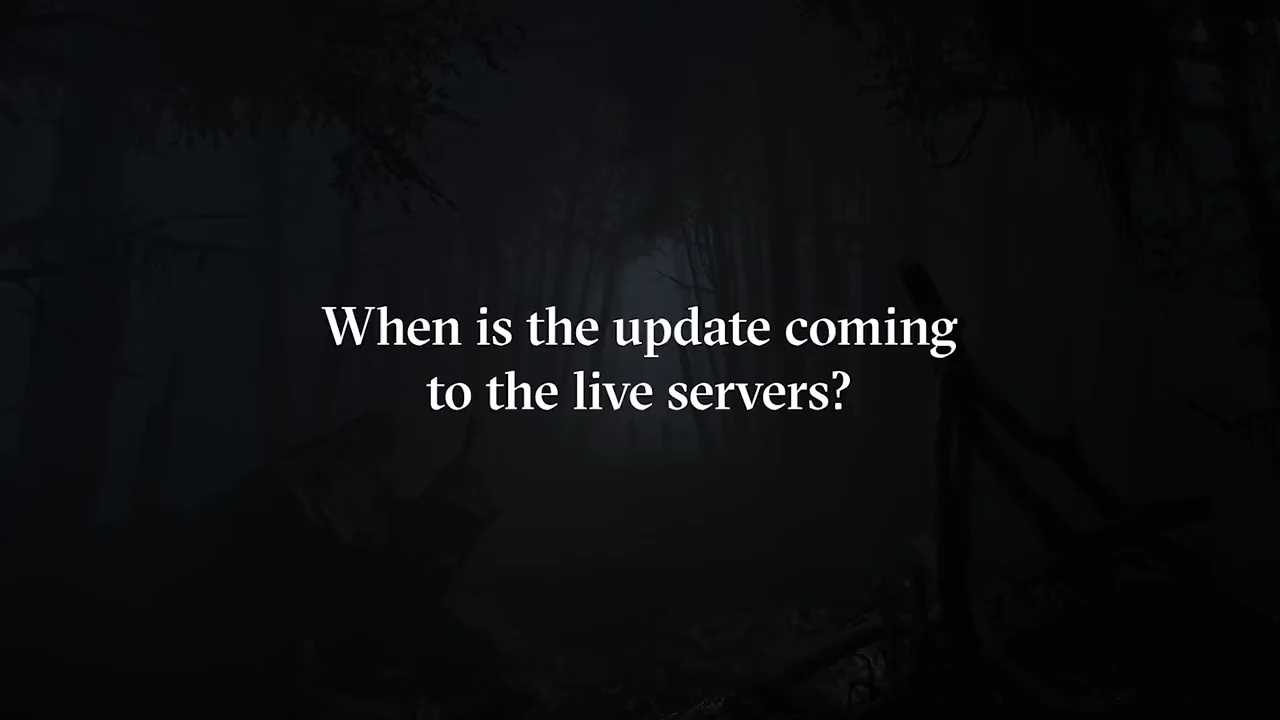 When is the update coming
to the live servers?